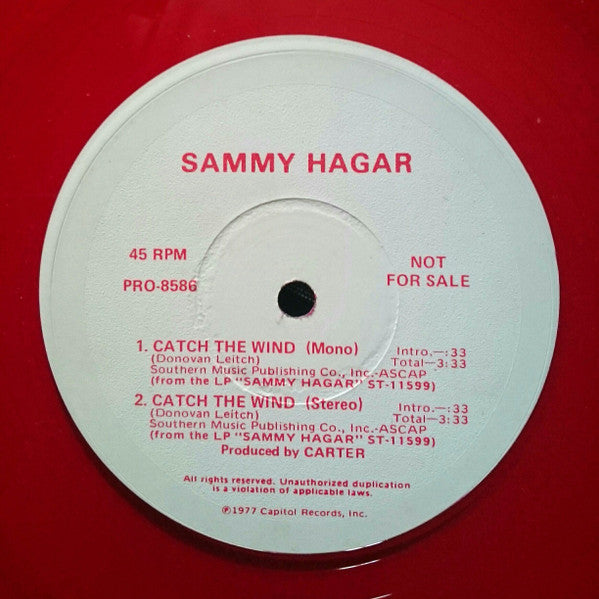 SAMMY HAGAR
45 RPM
PRO-8586
NOT
FOR SALE
1. CATCH THE WIND (Mono) Intro.—:33
(Donovan Leitch) Total—3:33
Southern Music Publishing Co., Inc.-ASCAP
(from the LP "SAMMY HAGAR" ST-11599)
2. CATCH THE WIND (Stereo) Intro.—:33
(Donovan Leitch) Total—3:33
Southern Music Publishing Co., Inc.-ASCAP
(from the LP "SAMMY HAGAR" ST-11599)
Produced by CARTER
All rights reserved. Unauthorized duplication
is a violation of applicable laws.
℗1977 Capitol Records, Inc.